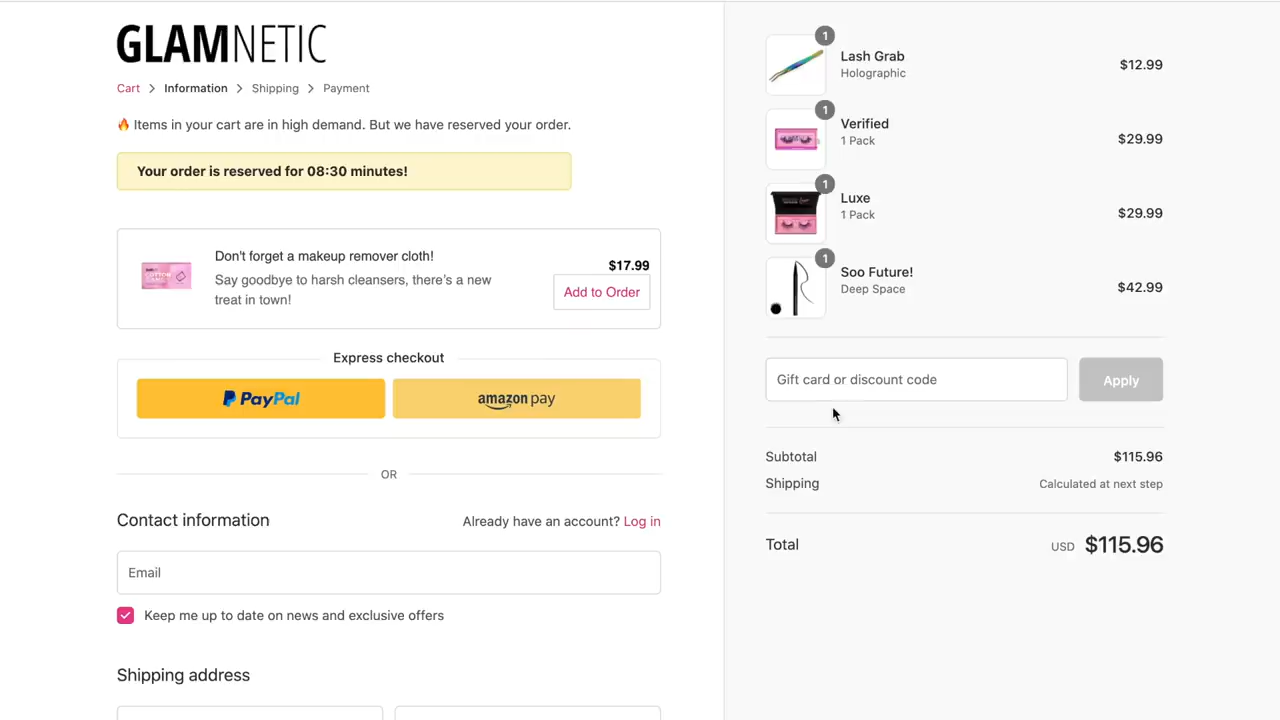 GLAMNETIC
Cart > Information > Shipping > Payment
🔥 Items in your cart are in high demand. But we have reserved your order.
Your order is reserved for 08:30 minutes!
Don't forget a makeup remover cloth!
Say goodbye to harsh cleansers, there's a new
treat in town!
$17.99
Add to Order
Express checkout
PayPal
amazon pay
OR
Contact information
Already have an account? Log in
Email
Keep me up to date on news and exclusive offers
Shipping address
1
Lash Grab
Holographic
$12.99
1
Verified
1 Pack
$29.99
1
Luxe
1 Pack
$29.99
1
Soo Future!
Deep Space
$42.99
Gift card or discount code
Apply
Subtotal
$115.96
Shipping
Calculated at next step
Total
USD $115.96